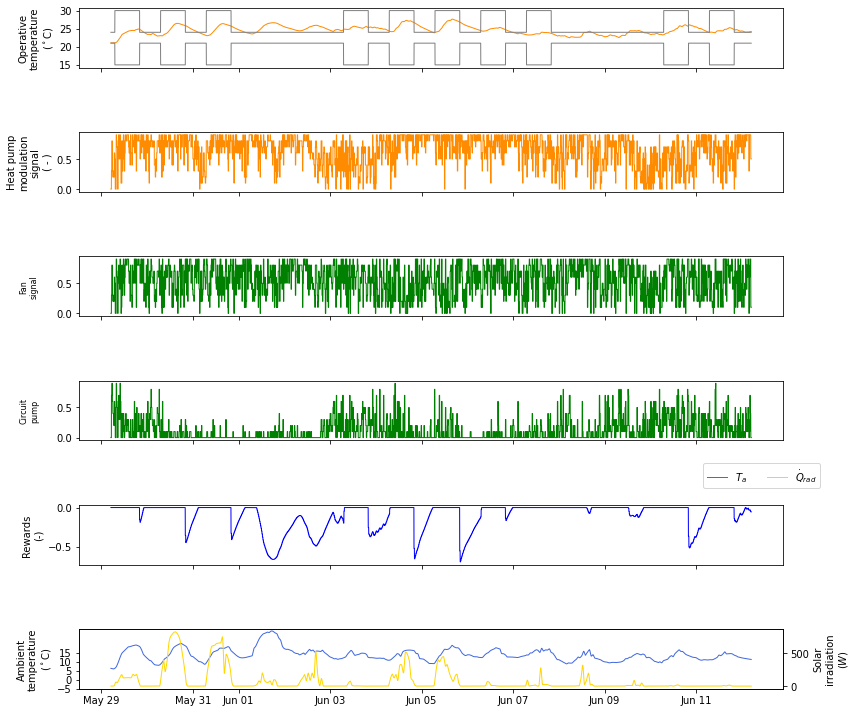 Operative
temperature
(°C)
30
25
20
15
Heat pump
modulation
signal
( - )
0.5
0.0
Fan
signal
0.5
0.0
Circuit
pump
0.5
0.0
T_a
Q̇_rad
Rewards
(-)
0.0
−0.5
Ambient
temperature
(°C)
15
10
5
0
−5
500
0
Solar
irradiation
(W)
May 29
May 31
Jun 01
Jun 03
Jun 05
Jun 07
Jun 09
Jun 11